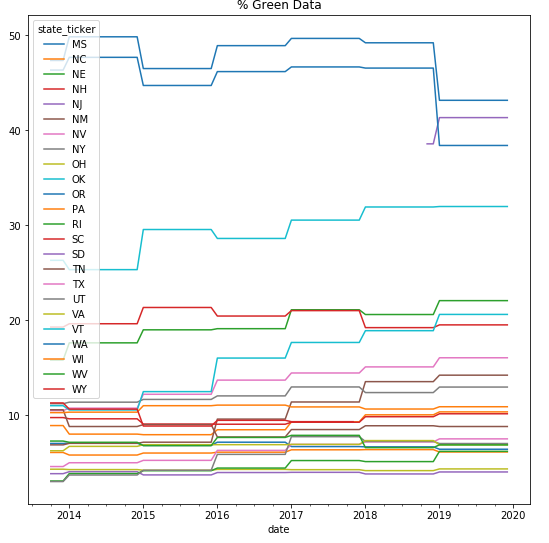 % Green Data
state_ticker
MS
NC
NE
NH
NJ
NM
NV
NY
OH
OK
OR
PA
RI
SC
SD
TN
TX
UT
VA
VT
WA
WI
WV
WY
50
40
30
20
10
2014 2015 2016 2017 2018 2019 2020
date